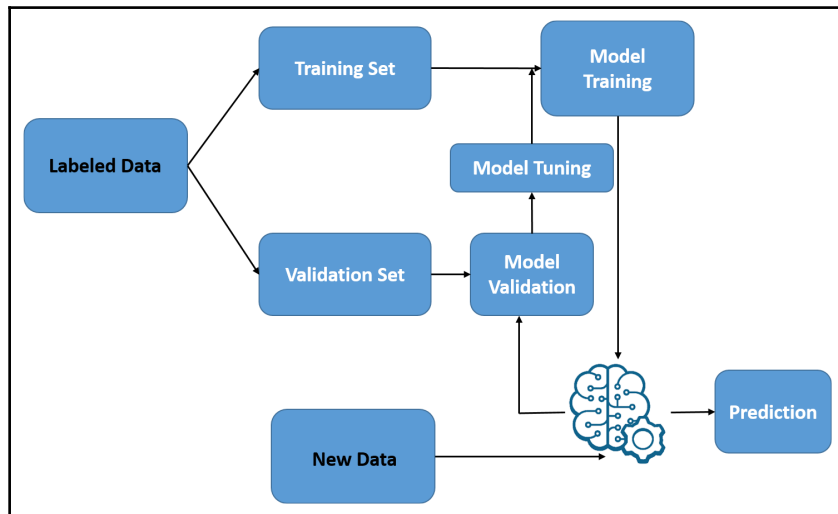 Training Set
Model
Training
Labeled Data
Model Tuning
Validation Set
Model
Validation
Prediction
New Data